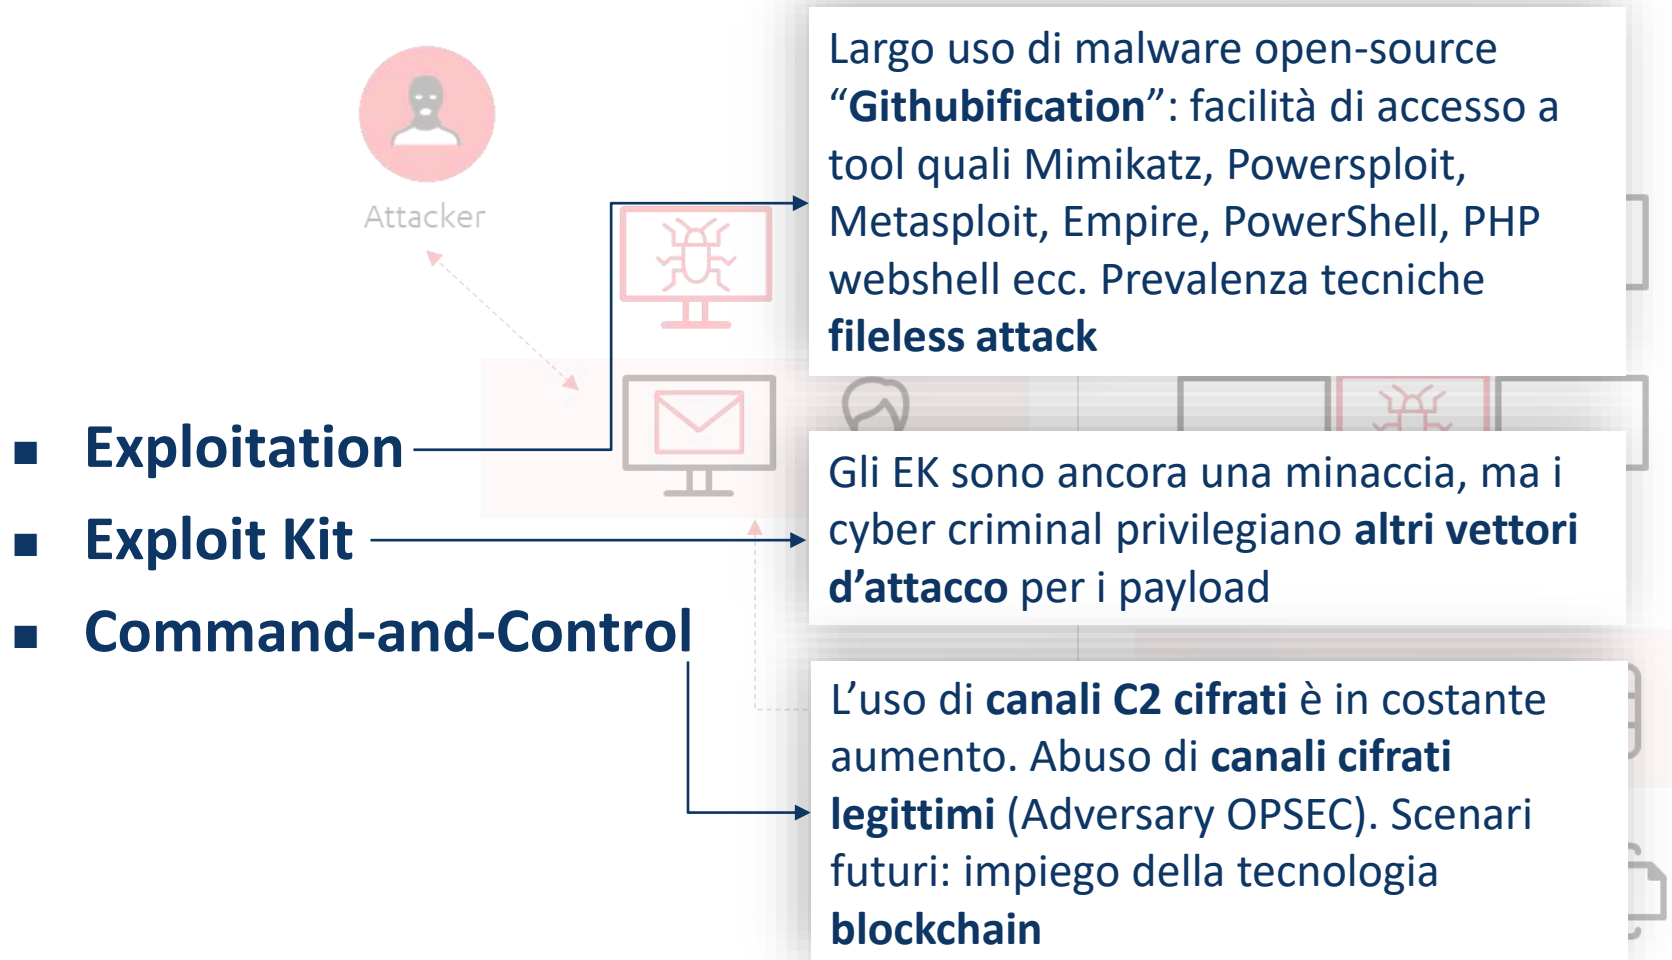 Attacker
Largo uso di malware open-source
“Githubification”: facilità di accesso a
tool quali Mimikatz, Powersploit,
Metasploit, Empire, PowerShell, PHP
webshell ecc. Prevalenza tecniche
fileless attack
■ Exploitation
■ Exploit Kit
■ Command-and-Control
Gli EK sono ancora una minaccia, ma i
cyber criminal privilegiano altri vettori
d’attacco per i payload
L’uso di canali C2 cifrati è in costante
aumento. Abuso di canali cifrati
legittimi (Adversary OPSEC). Scenari
futuri: impiego della tecnologia
blockchain